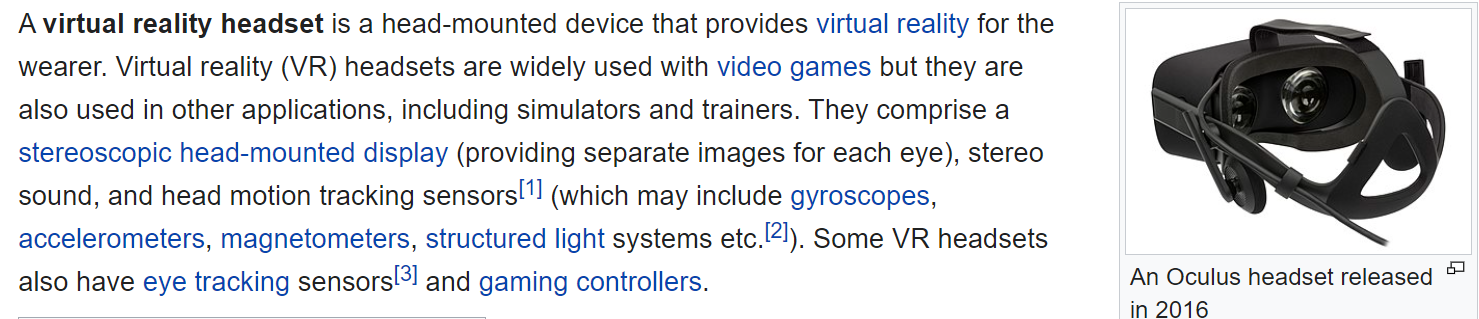 A virtual reality headset is a head-mounted device that provides virtual reality for the
wearer. Virtual reality (VR) headsets are widely used with video games but they are
also used in other applications, including simulators and trainers. They comprise a
stereoscopic head-mounted display (providing separate images for each eye), stereo
sound, and head motion tracking sensors[1] (which may include gyroscopes,
accelerometers, magnetometers, structured light systems etc.[2]). Some VR headsets
also have eye tracking sensors[3] and gaming controllers.
An Oculus headset released
in 2016